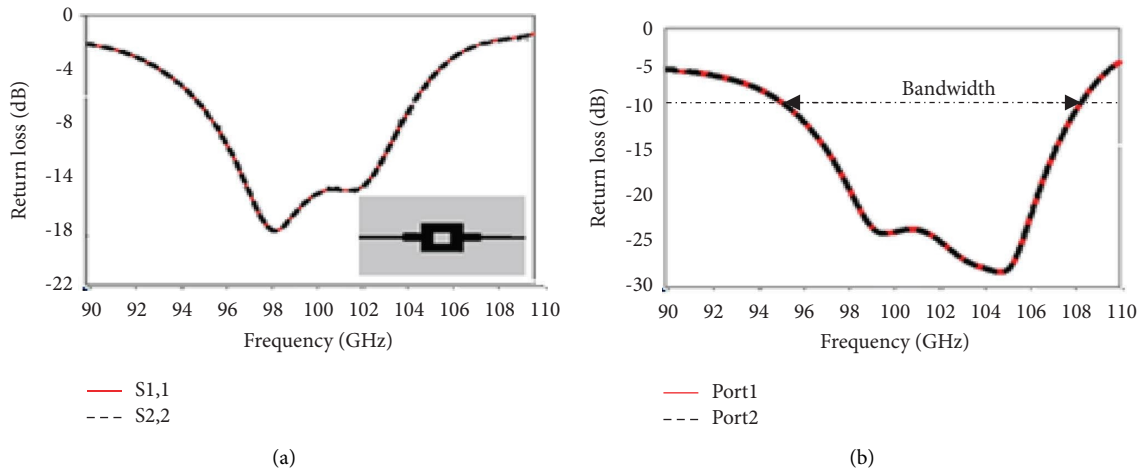 0
-4
-8
-14
-18
-22
Return loss (dB)
90 92 94 96 98 100 102 104 106 108 110
Frequency (GHz)
S1,1
S2,2
(a)
0
-5
-10
-15
-20
-25
-30
Return loss (dB)
Bandwidth
90 92 94 96 98 100 102 104 106 108 110
Frequency (GHz)
Port1
Port2
(b)